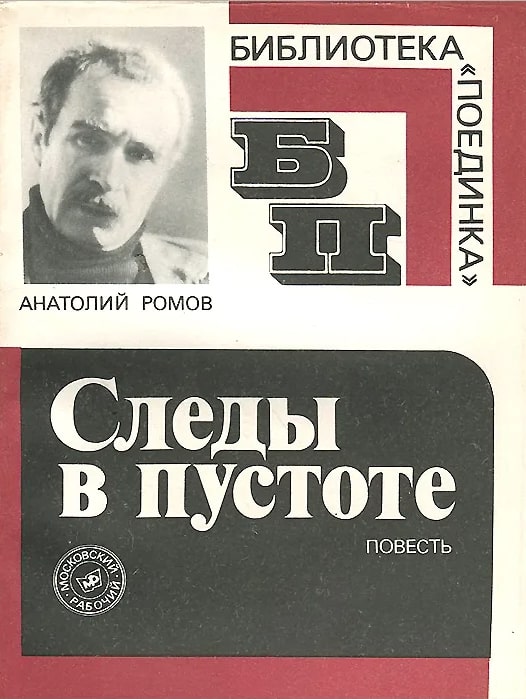 БИБЛИОТЕКА
«ПОЕДИНКА»
БП
АНАТОЛИЙ РОМОВ
Следы
в пустоте
ПОВЕСТЬ
МОСКОВСКИЙ
РАБОЧИЙ
МР